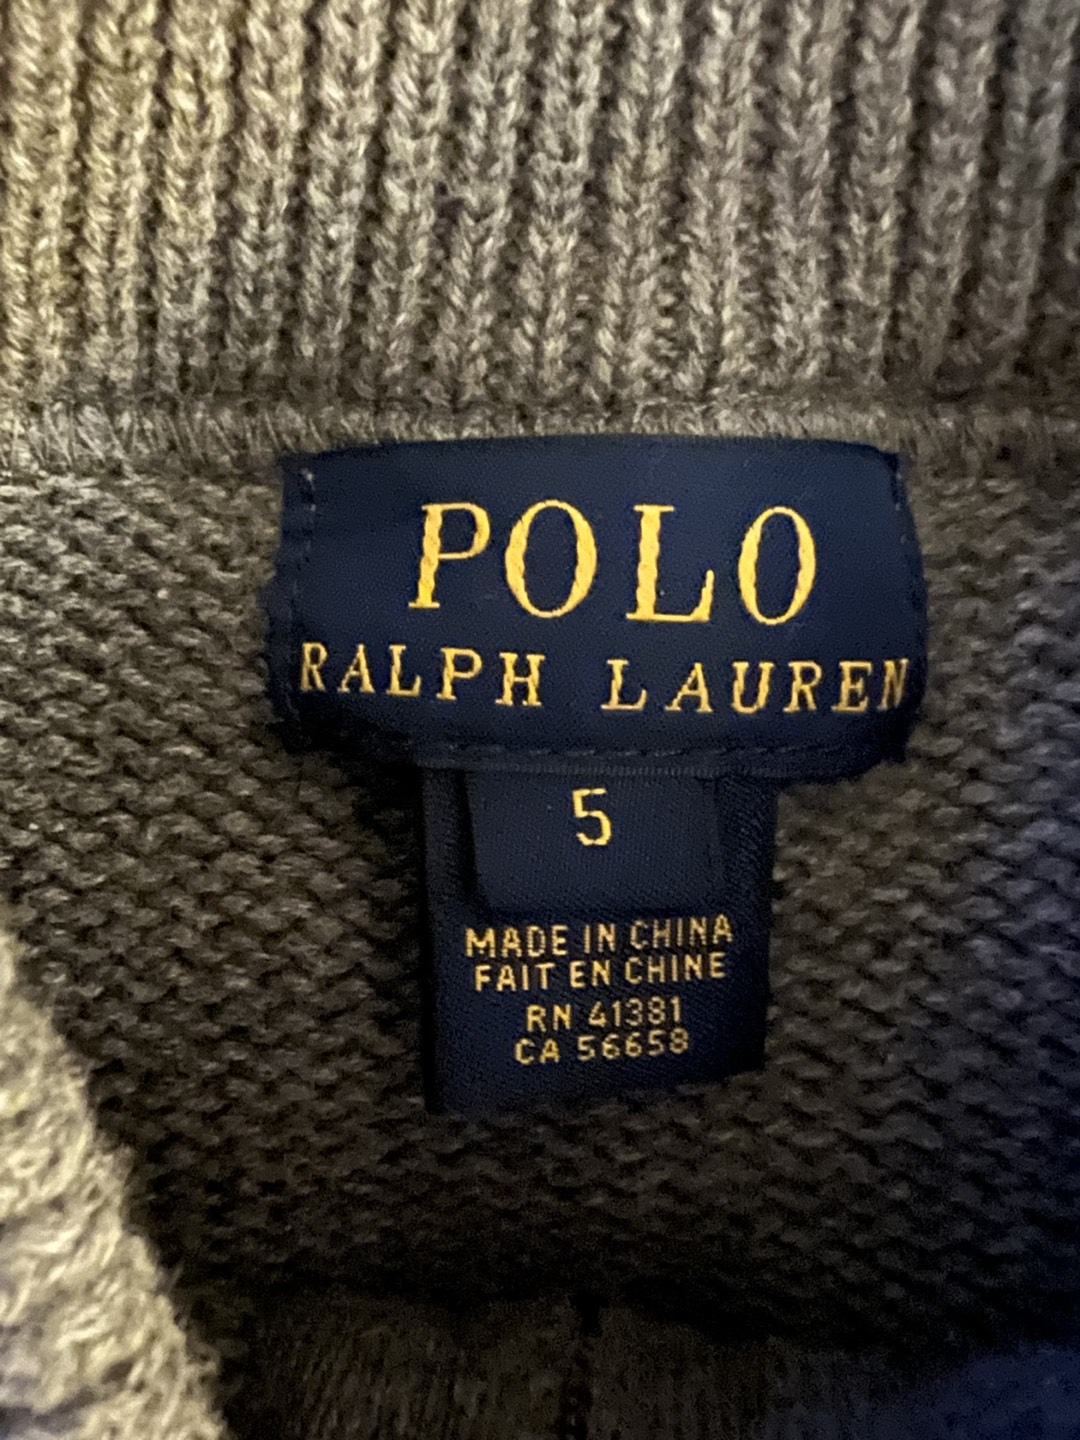 POLO
RALPH LAUREN
5
MADE IN CHINA
FAIT EN CHINE
RN 41381
CA 56658